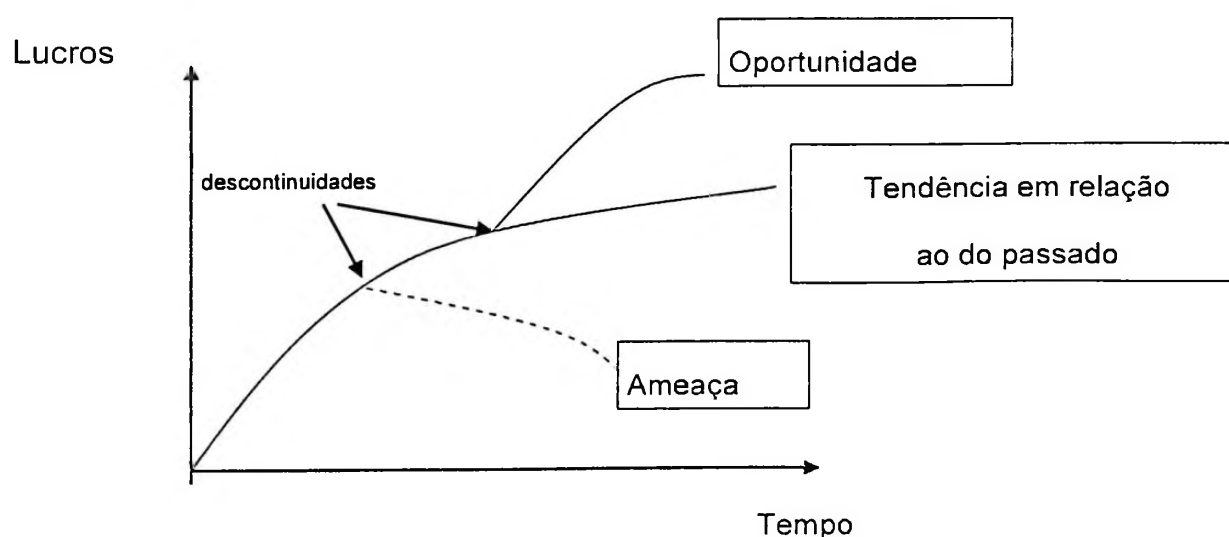 Lucros
Oportunidade
descontinuidades
Tendência em relação
ao do passado
Ameaça
Tempo